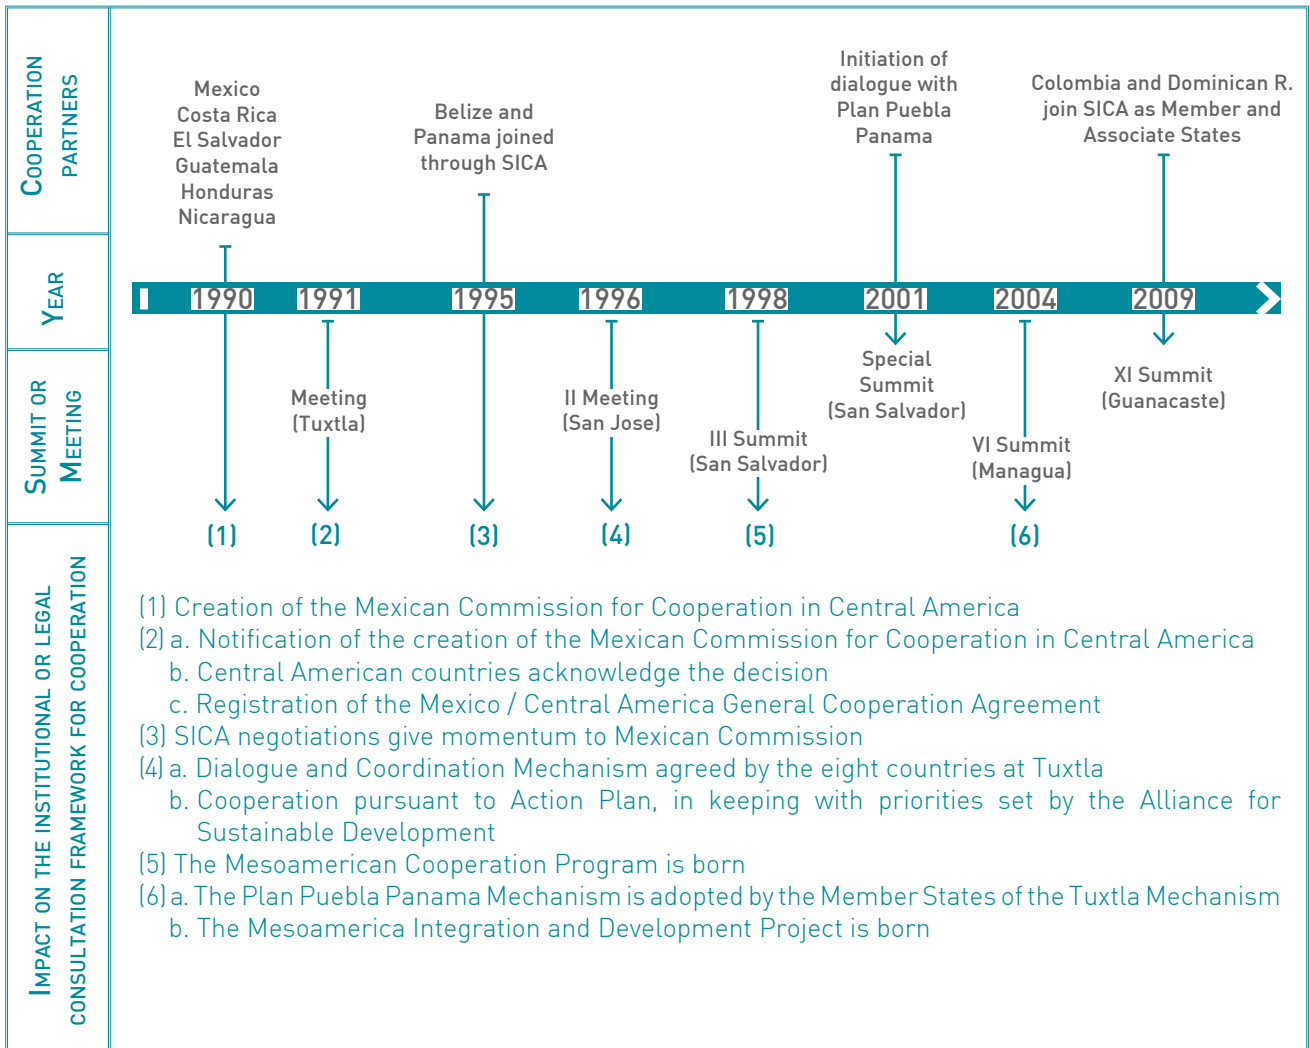 COOPERATION
PARTNERS
Mexico
Costa Rica
El Salvador
Guatemala
Honduras
Nicaragua
Belize and
Panama joined
through SICA
Initiation of
dialogue with
Plan Puebla
Panama
Colombia and Dominican R.
join SICA as Member and
Associate States
YEAR
1990
1991
1995
1996
1998
2001
2004
2009
SUMMIT OR
MEETING
Meeting
(Tuxtla)
II Meeting
(San Jose)
III Summit
(San Salvador)
Special
Summit
(San Salvador)
VI Summit
(Managua)
XI Summit
(Guanacaste)
(1)
(2)
(3)
(4)
(5)
(6)
IMPACT ON THE INSTITUTIONAL OR LEGAL
CONSULTATION FRAMEWORK FOR COOPERATION
(1) Creation of the Mexican Commission for Cooperation in Central America
(2) a. Notification of the creation of the Mexican Commission for Cooperation in Central America
b. Central American countries acknowledge the decision
c. Registration of the Mexico / Central America General Cooperation Agreement
(3) SICA negotiations give momentum to Mexican Commission
(4) a. Dialogue and Coordination Mechanism agreed by the eight countries at Tuxtla
b. Cooperation pursuant to Action Plan, in keeping with priorities set by the Alliance for
Sustainable Development
(5) The Mesoamerican Cooperation Program is born
(6) a. The Plan Puebla Panama Mechanism is adopted by the Member States of the Tuxtla Mechanism
b. The Mesoamerica Integration and Development Project is born